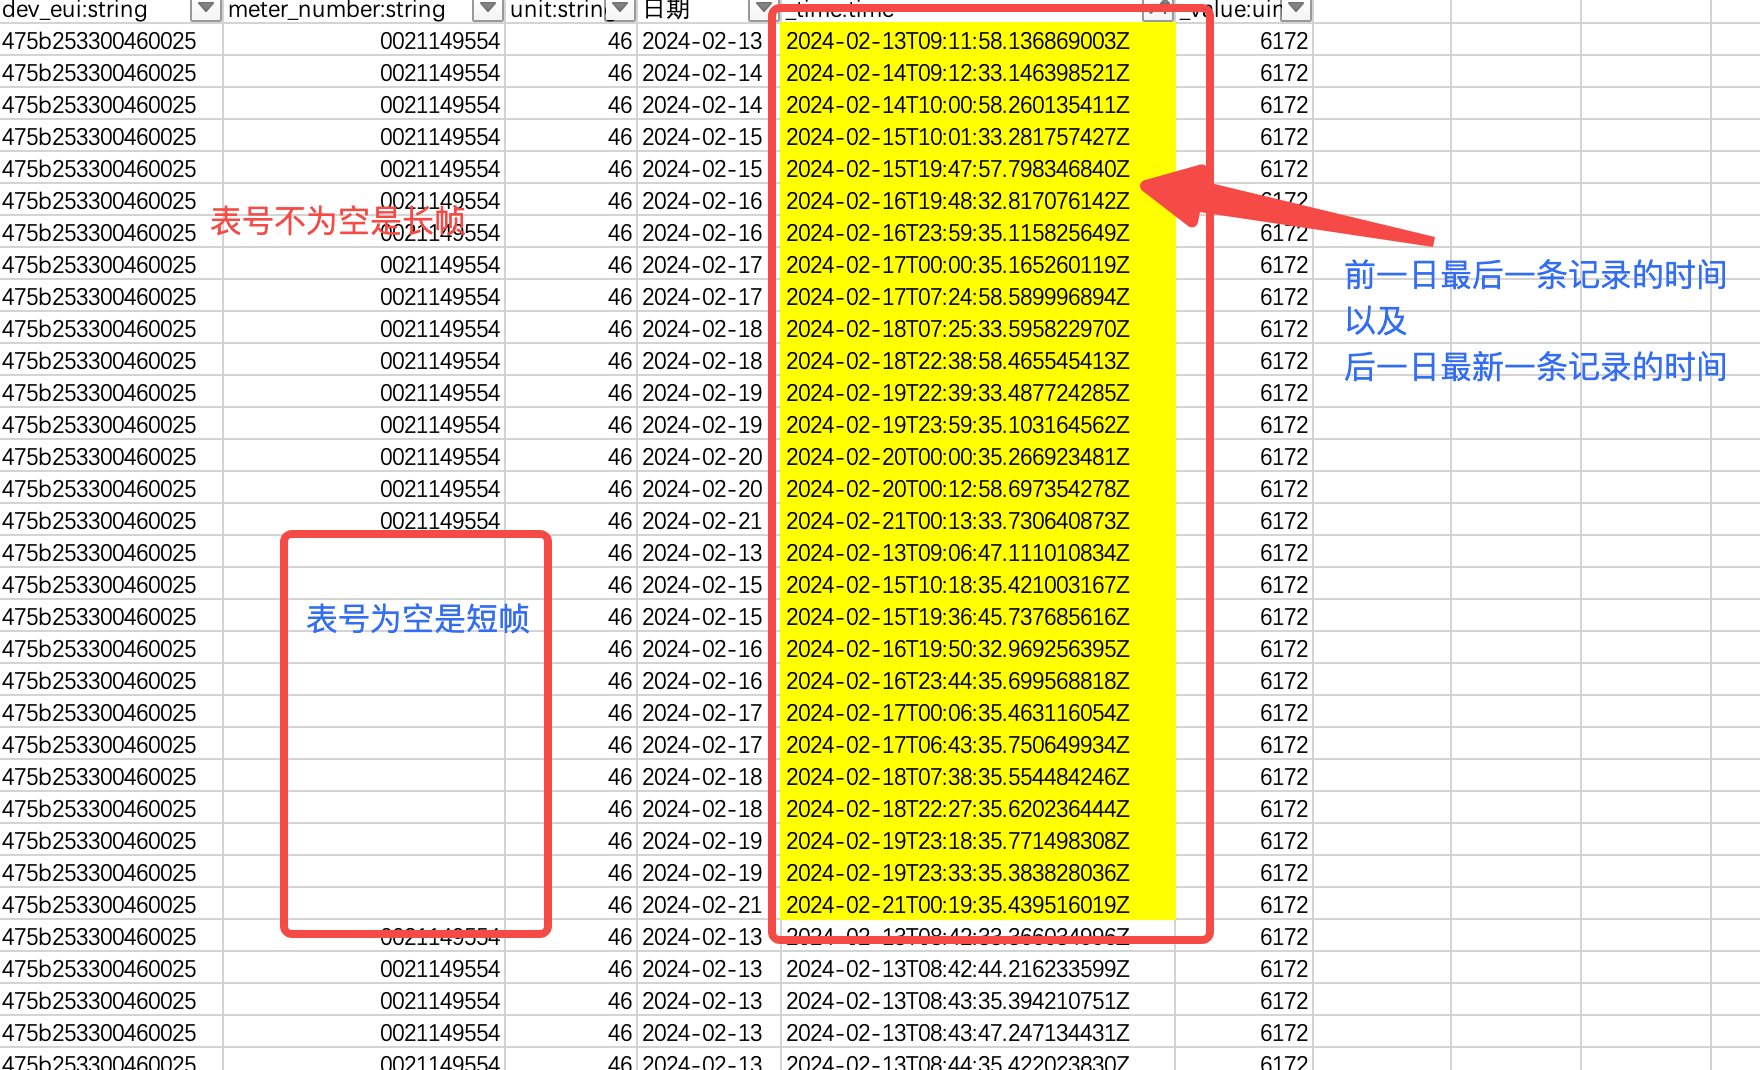 dev_eui:string meter_number:string unit:string 日期 _time:time _value:uin
475b253300460025 0021149554 46 2024-02-13 2024-02-13T09:11:58.136869003Z 6172
475b253300460025 0021149554 46 2024-02-14 2024-02-14T09:12:33.146398521Z 6172
475b253300460025 0021149554 46 2024-02-14 2024-02-14T10:00:58.260135411Z 6172
475b253300460025 0021149554 46 2024-02-15 2024-02-15T10:01:33.281757427Z 6172
475b253300460025 0021149554 46 2024-02-15 2024-02-15T19:47:57.798346840Z 6172
475b253300460025 0021149554 46 2024-02-16 2024-02-16T19:48:32.817076142Z 6172
表号不为空是长帧
475b253300460025 0021149554 46 2024-02-16 2024-02-16T23:59:35.115825649Z 6172
475b253300460025 0021149554 46 2024-02-17 2024-02-17T00:00:35.165260119Z 6172
前一日最后一条记录的时间
475b253300460025 0021149554 46 2024-02-17 2024-02-17T07:24:58.589996894Z 6172
以及
475b253300460025 0021149554 46 2024-02-18 2024-02-18T07:25:33.595822970Z 6172
475b253300460025 0021149554 46 2024-02-18 2024-02-18T22:38:58.465545413Z 6172
后一日最新一条记录的时间
475b253300460025 0021149554 46 2024-02-19 2024-02-19T22:39:33.487724285Z 6172
475b253300460025 0021149554 46 2024-02-19 2024-02-19T23:59:35.103164562Z 6172
475b253300460025 0021149554 46 2024-02-20 2024-02-20T00:00:35.266923481Z 6172
475b253300460025 0021149554 46 2024-02-20 2024-02-20T00:12:58.697354278Z 6172
475b253300460025 0021149554 46 2024-02-21 2024-02-21T00:13:33.730640873Z 6172
475b253300460025 46 2024-02-13 2024-02-13T09:06:47.111010834Z 6172
475b253300460025 46 2024-02-15 2024-02-15T10:18:35.421003167Z 6172
475b253300460025 46 2024-02-15 2024-02-15T19:36:45.737685616Z 6172
表号为空是短帧
475b253300460025 46 2024-02-16 2024-02-16T19:50:32.969256395Z 6172
475b253300460025 46 2024-02-16 2024-02-16T23:44:35.699568818Z 6172
475b253300460025 46 2024-02-17 2024-02-17T00:06:35.463116054Z 6172
475b253300460025 46 2024-02-17 2024-02-17T06:43:35.750649934Z 6172
475b253300460025 46 2024-02-18 2024-02-18T07:38:35.554484246Z 6172
475b253300460025 46 2024-02-18 2024-02-18T22:27:35.620236444Z 6172
475b253300460025 46 2024-02-19 2024-02-19T23:18:35.771498308Z 6172
475b253300460025 46 2024-02-19 2024-02-19T23:33:35.383828036Z 6172
475b253300460025 46 2024-02-21 2024-02-21T00:19:35.439516019Z 6172
475b253300460025 0021149554 46 2024-02-13 2024-02-13T08:42:33.366034996Z 6172
475b253300460025 0021149554 46 2024-02-13 2024-02-13T08:42:44.216233599Z 6172
475b253300460025 0021149554 46 2024-02-13 2024-02-13T08:43:35.394210751Z 6172
475b253300460025 0021149554 46 2024-02-13 2024-02-13T08:43:47.247134431Z 6172
475b253300460025 0021149554 46 2024-02-13 2024-02-13T08:44:35.422023830Z 6172